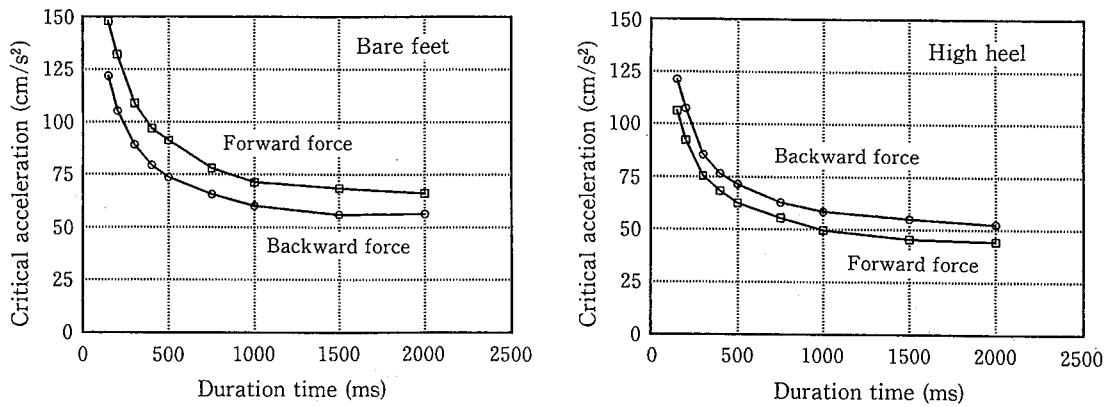 Critical acceleration (cm/s²)
150
125
100
75
50
25
0
Bare feet
Forward force
Backward force
0 500 1000 1500 2000 2500
Duration time (ms)
Critical acceleration (cm/s²)
150
125
100
75
50
25
0
High heel
Backward force
Forward force
0 500 1000 1500 2000 2500
Duration time (ms)